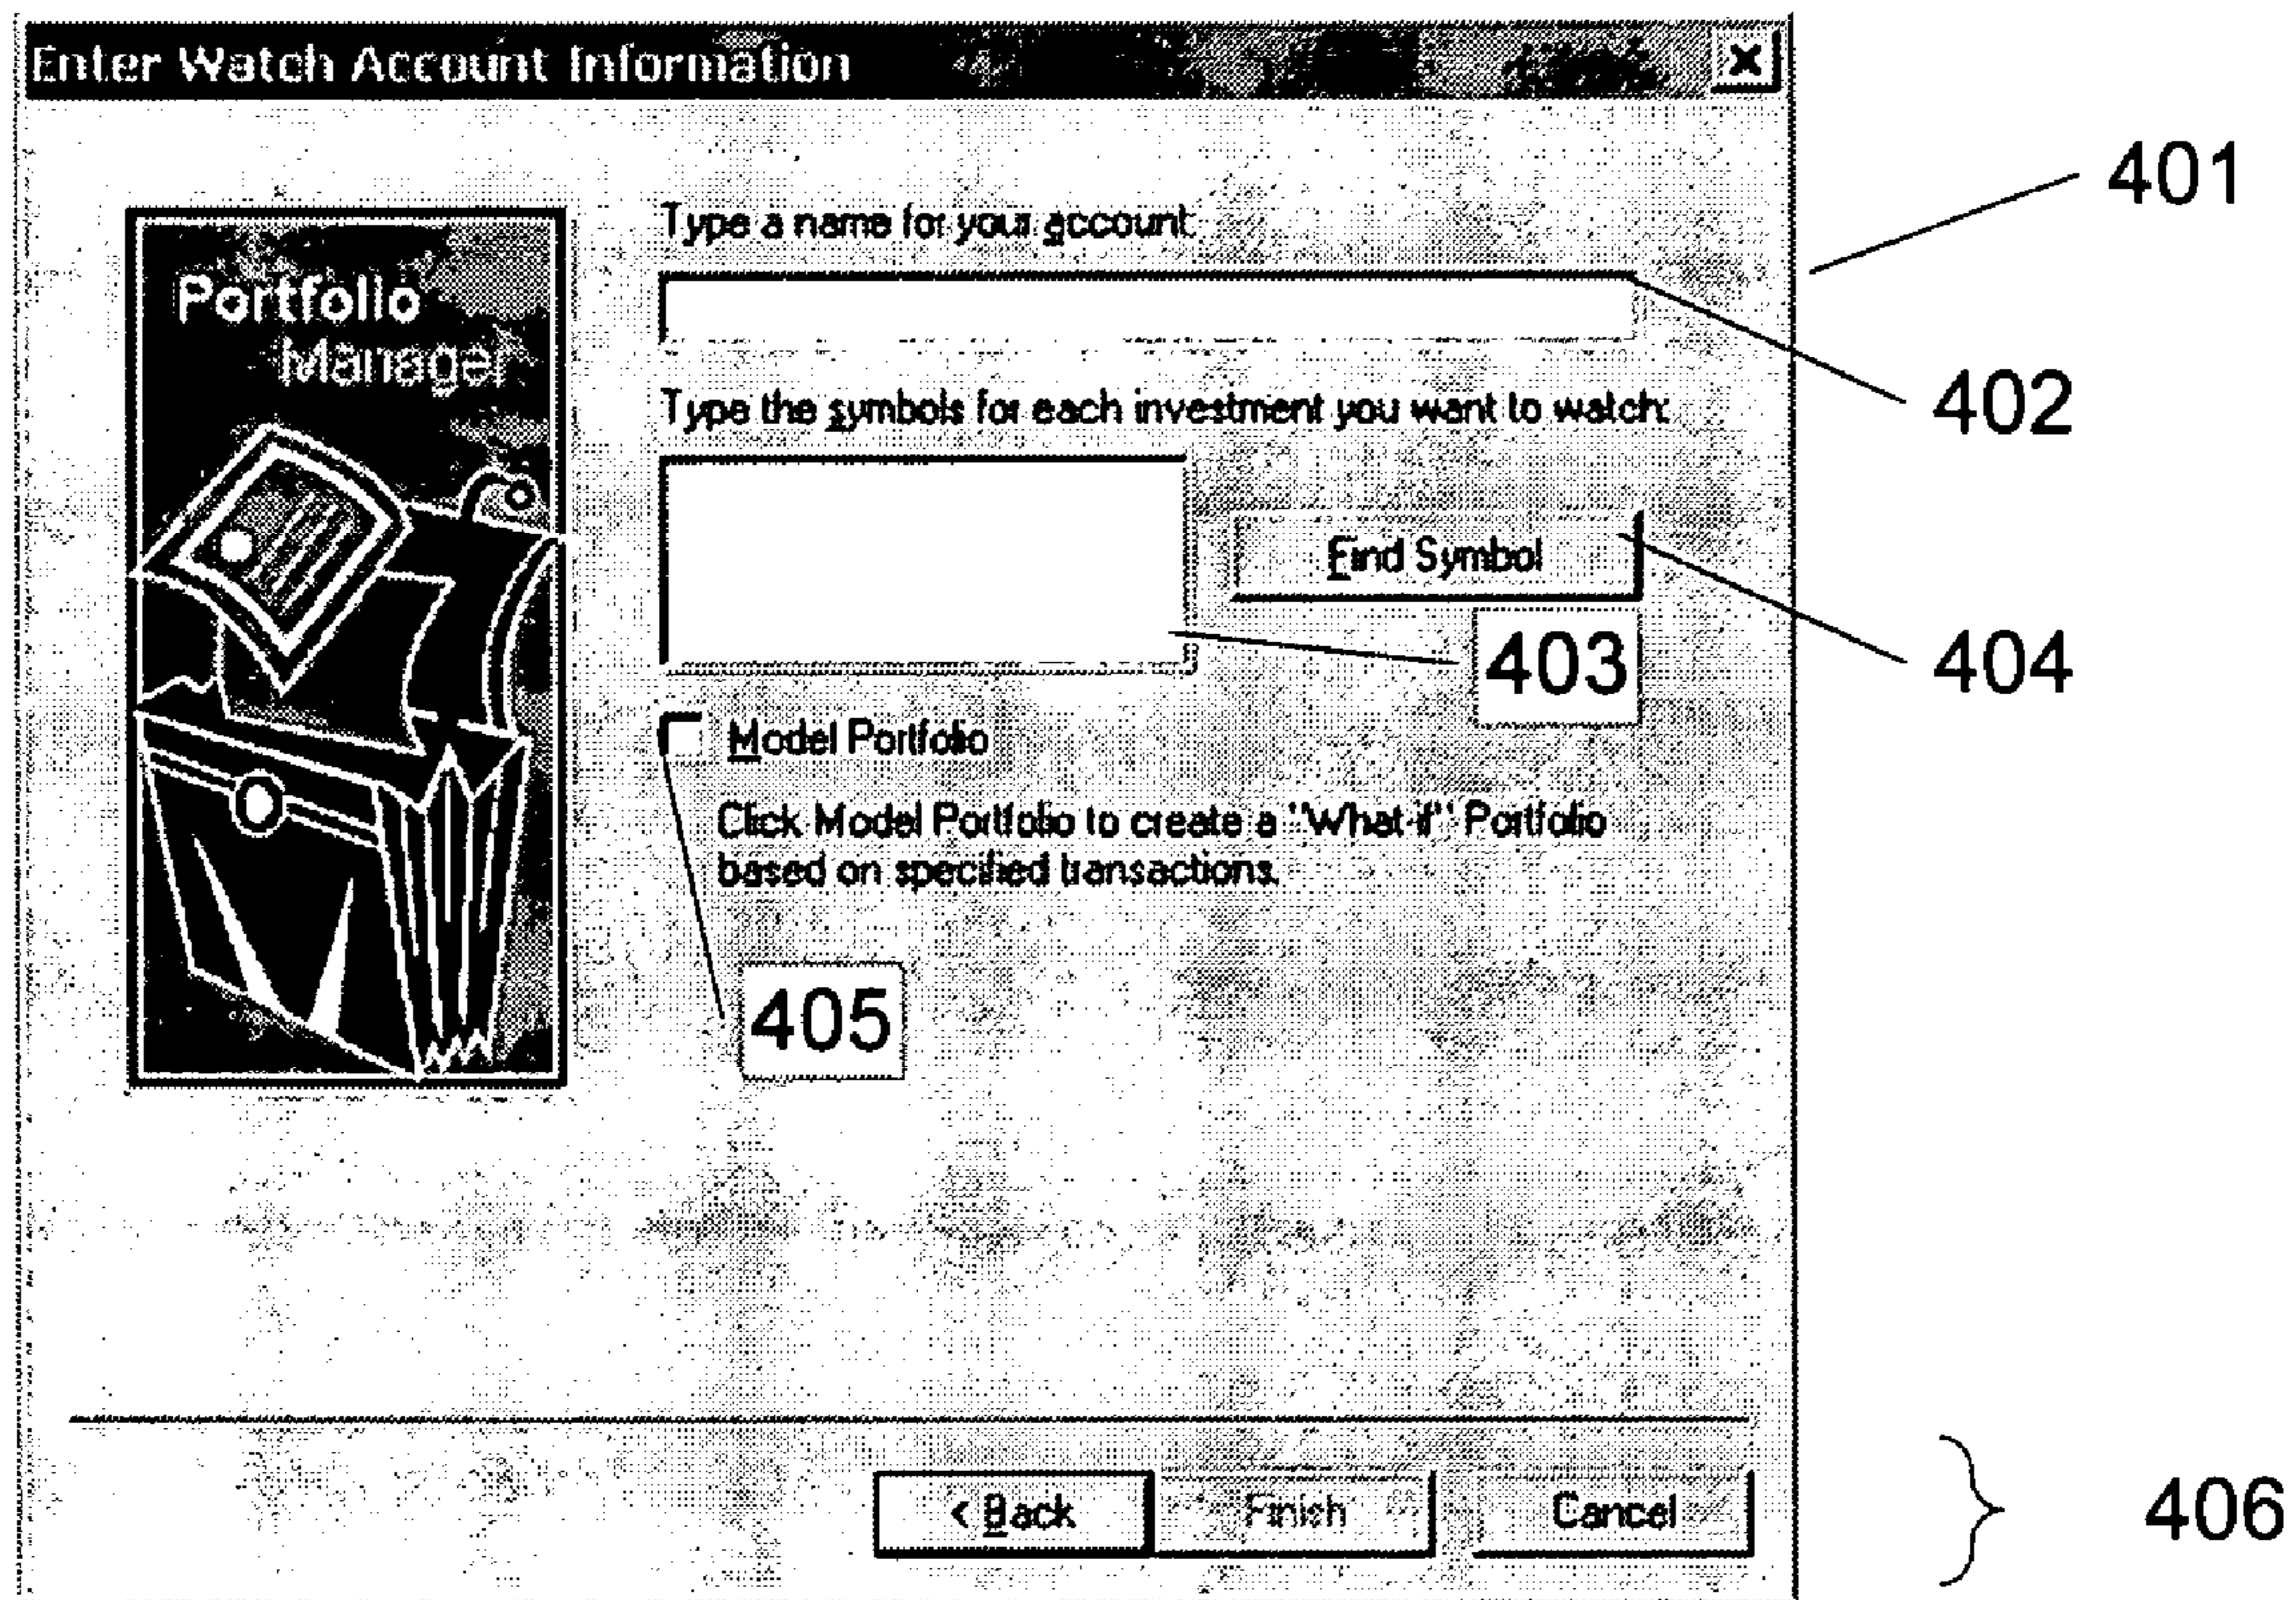 Enter Watch Account Information
401
Portfolio
Manager
Type a name for your account:
402
Type the symbols for each investment you want to watch:
Find Symbol
403
404
Model Portfolio
Click Model Portfolio to create a "What-if" Portfolio
based on specified transactions.
405
< Back
Finish
Cancel
406